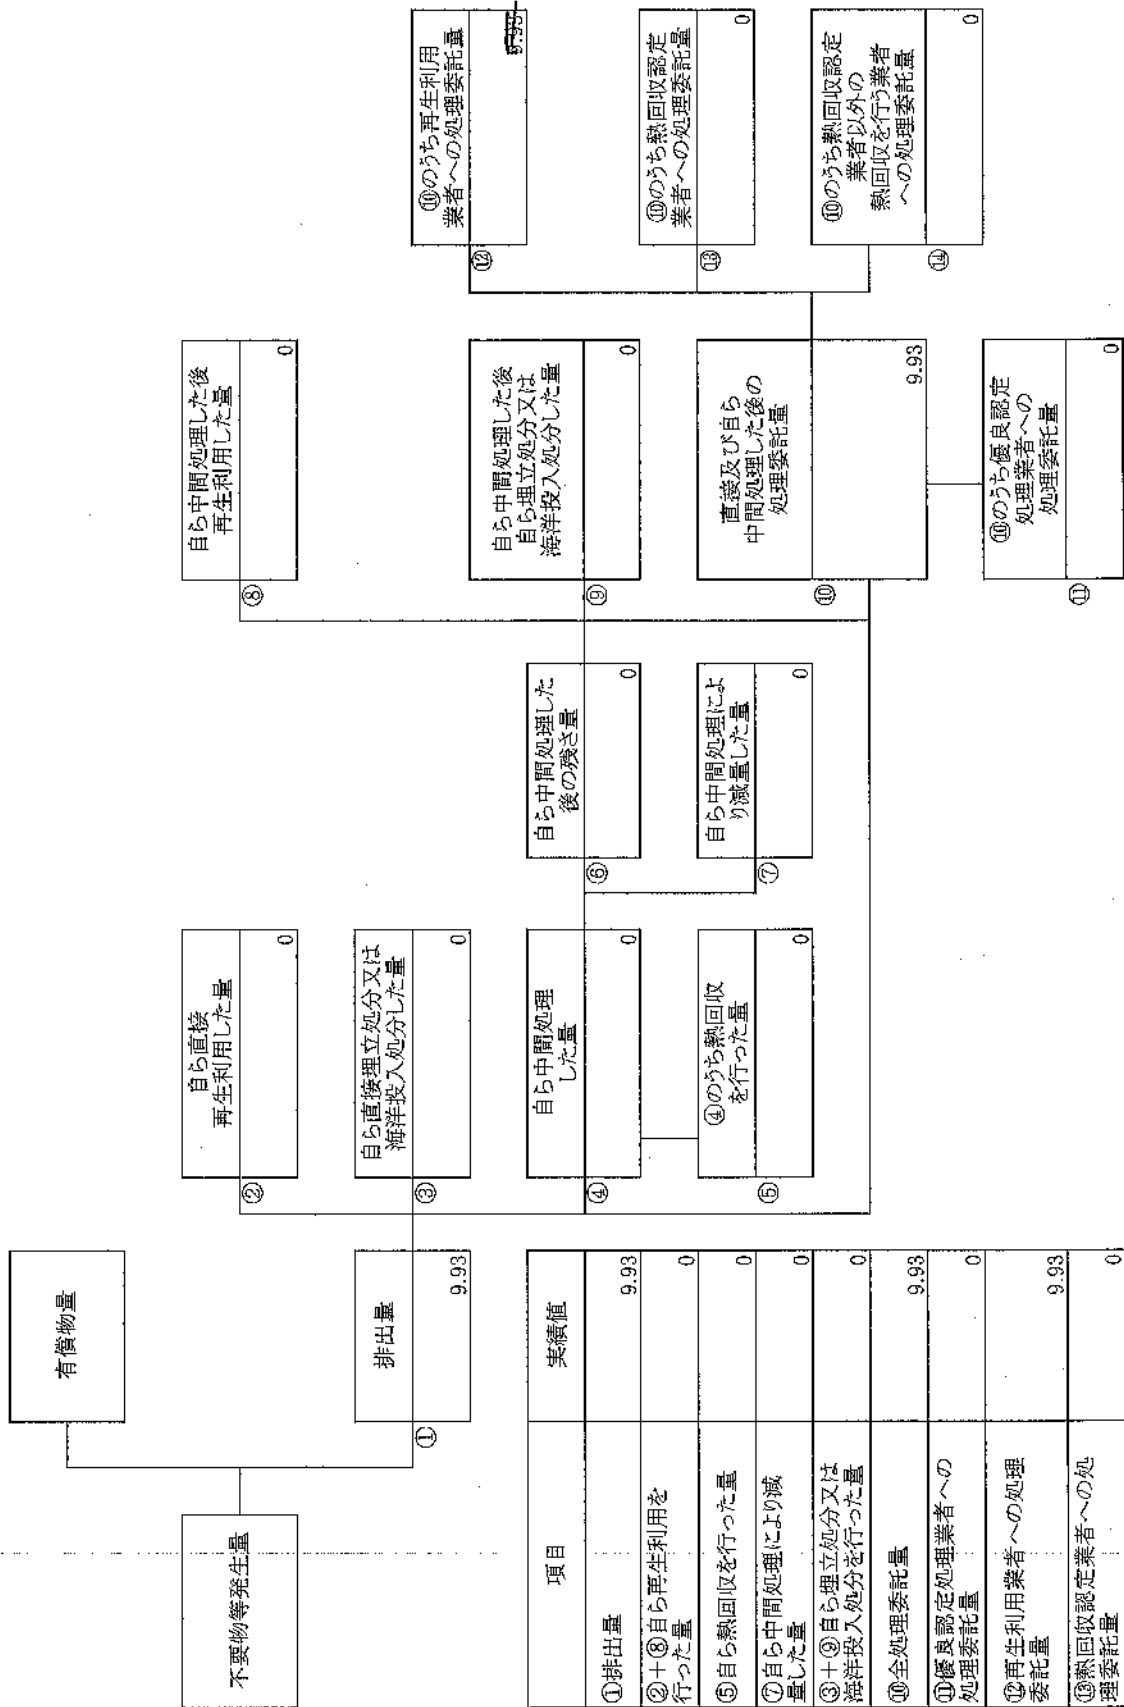 不要物等発生量
有償物量
排出量
①
9.93
②
自ら直接
再生利用した量
0
③
自ら直接埋立処分又は
海洋投入処分した量
0
④
自ら中間処理
した量
0
⑤
④のうち熱回収
を行った量
0
⑥
自ら中間処理した
後の残さ量
0
⑦
自ら中間処理によ
り減量した量
0
⑧
自ら中間処理した後
再生利用した量
0
⑨
自ら中間処理した後
自ら埋立処分又は
海洋投入処分した量
0
⑩
直接及び自ら
中間処理した後の
処理委託量
9.93
⑪
⑩のうち優良認定
処理業者への
処理委託量
0
⑫
⑩のうち再生利用
業者への処理委託量
9.93
⑬
⑩のうち熱回収認定
業者への処理委託量
0
⑭
⑩のうち熱回収認定
業者以外の
熱回収を行う業者
への処理委託量
0
項目 実績値
①排出量 9.93
②+⑧自ら再生利用を
行った量 0
⑤自ら熱回収を行った量 0
⑦自ら中間処理により減
量した量 0
③+⑨自ら埋立処分又は
海洋投入処分を行った量 0
⑩全処理委託量 9.93
⑪優良認定処理業者への
処理委託量 0
⑫再生利用業者への処理
委託量 9.93
⑬熱回収認定業者への処
理委託量 0